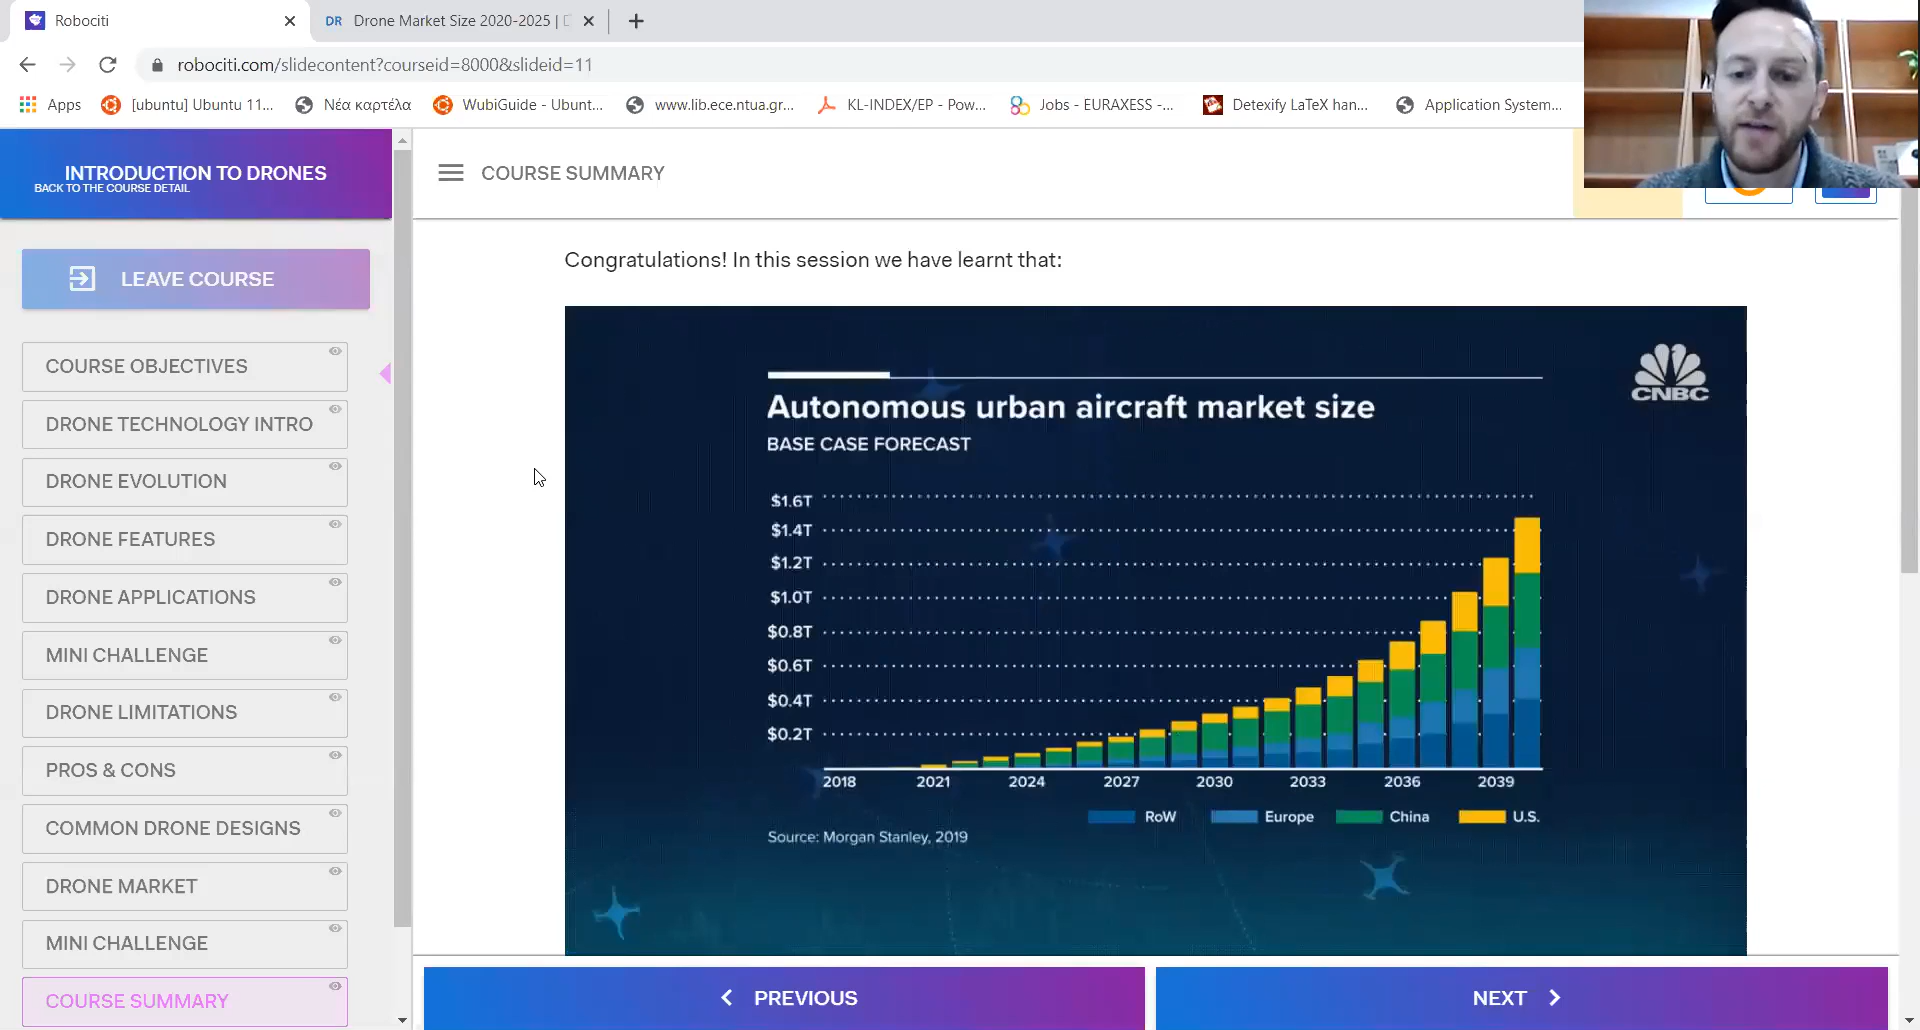 Robociti
DR Drone Market Size 2020-2025 |
robociti.com/slidecontent?courseid=8000&slideid=11
Apps
[ubuntu] Ubuntu 11...
Νέα καρτέλα
WubiGuide - Ubunt...
www.lib.ece.ntua.gr...
KL-INDEX/EP - Pow...
Jobs - EURAXESS -...
Detexify LaTeX han...
Application System...
INTRODUCTION TO DRONES
BACK TO THE COURSE DETAIL
LEAVE COURSE
COURSE OBJECTIVES
DRONE TECHNOLOGY INTRO
DRONE EVOLUTION
DRONE FEATURES
DRONE APPLICATIONS
MINI CHALLENGE
DRONE LIMITATIONS
PROS & CONS
COMMON DRONE DESIGNS
DRONE MARKET
MINI CHALLENGE
COURSE SUMMARY
COURSE SUMMARY
Congratulations! In this session we have learnt that:
CNBC
Autonomous urban aircraft market size
BASE CASE FORECAST
$1.6T
$1.4T
$1.2T
$1.0T
$0.8T
$0.6T
$0.4T
$0.2T
2018 2021 2024 2027 2030 2033 2036 2039
RoW Europe China U.S.
Source: Morgan Stanley, 2019
PREVIOUS
NEXT